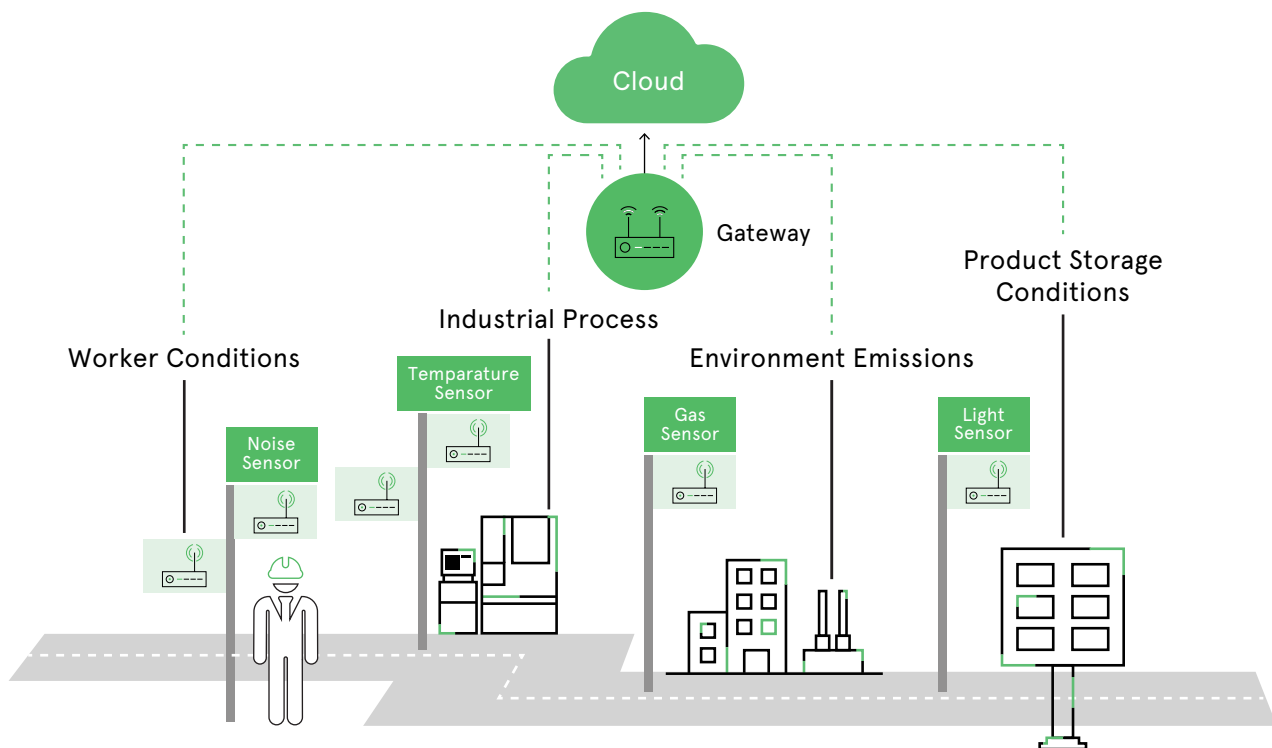 Cloud
Gateway
Product Storage
Conditions
Industrial Process
Worker Conditions
Environment Emissions
Temparature
Sensor
Gas
Sensor
Light
Sensor
Noise
Sensor